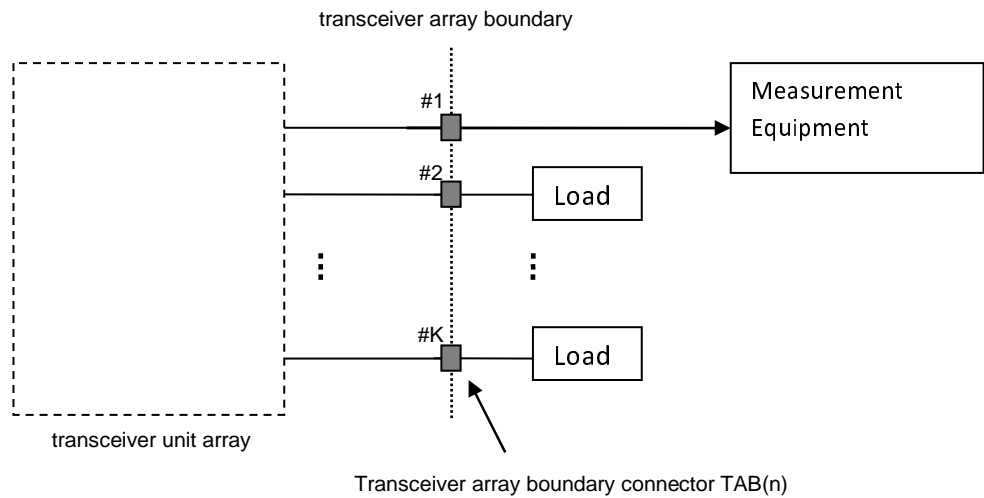 transceiver array boundary
#1
Measurement
Equipment
#2
Load
#K
Load
transceiver unit array
Transceiver array boundary connector TAB(n)